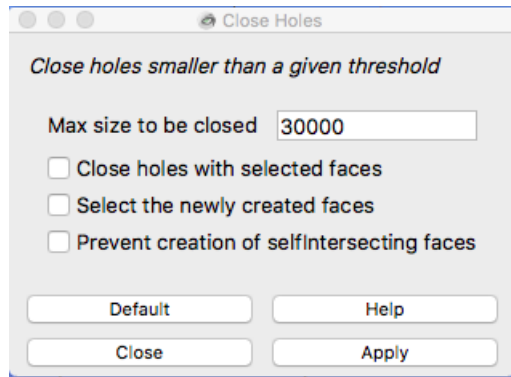 Close Holes
Close holes smaller than a given threshold
Max size to be closed 30000
Close holes with selected faces
Select the newly created faces
Prevent creation of selfIntersecting faces
Default Help
Close Apply